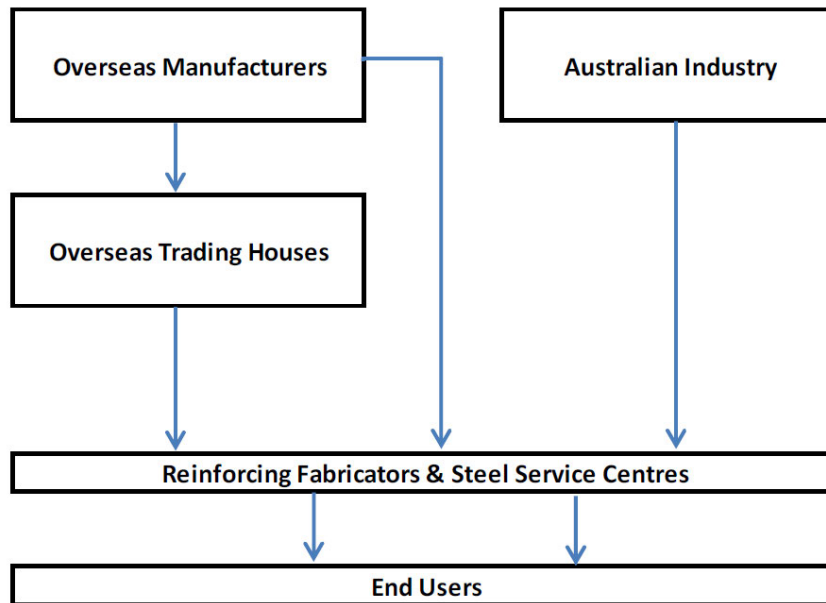 Overseas Manufacturers
Australian Industry
Overseas Trading Houses
Reinforcing Fabricators & Steel Service Centres
End Users